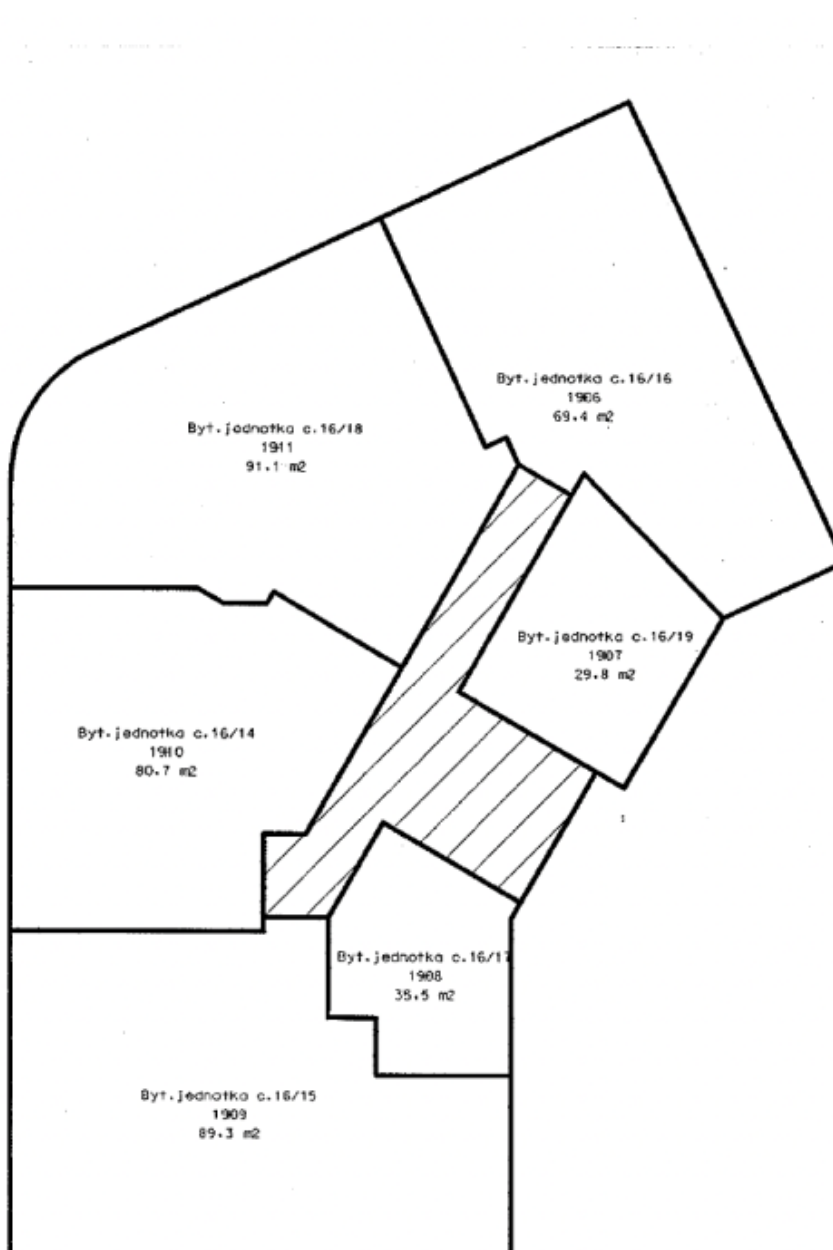 Byt.jednotka c.16/16
1906
69.4 m2
Byt.jednotka c.16/18
1911
91.1 m2
Byt.jednotka c.16/19
1907
29.8 m2
Byt.jednotka c.16/14
1910
80.7 m2
Byt.jednotka c.16/17
1908
35.5 m2
Byt.jednotka c.16/15
1909
89.3 m2